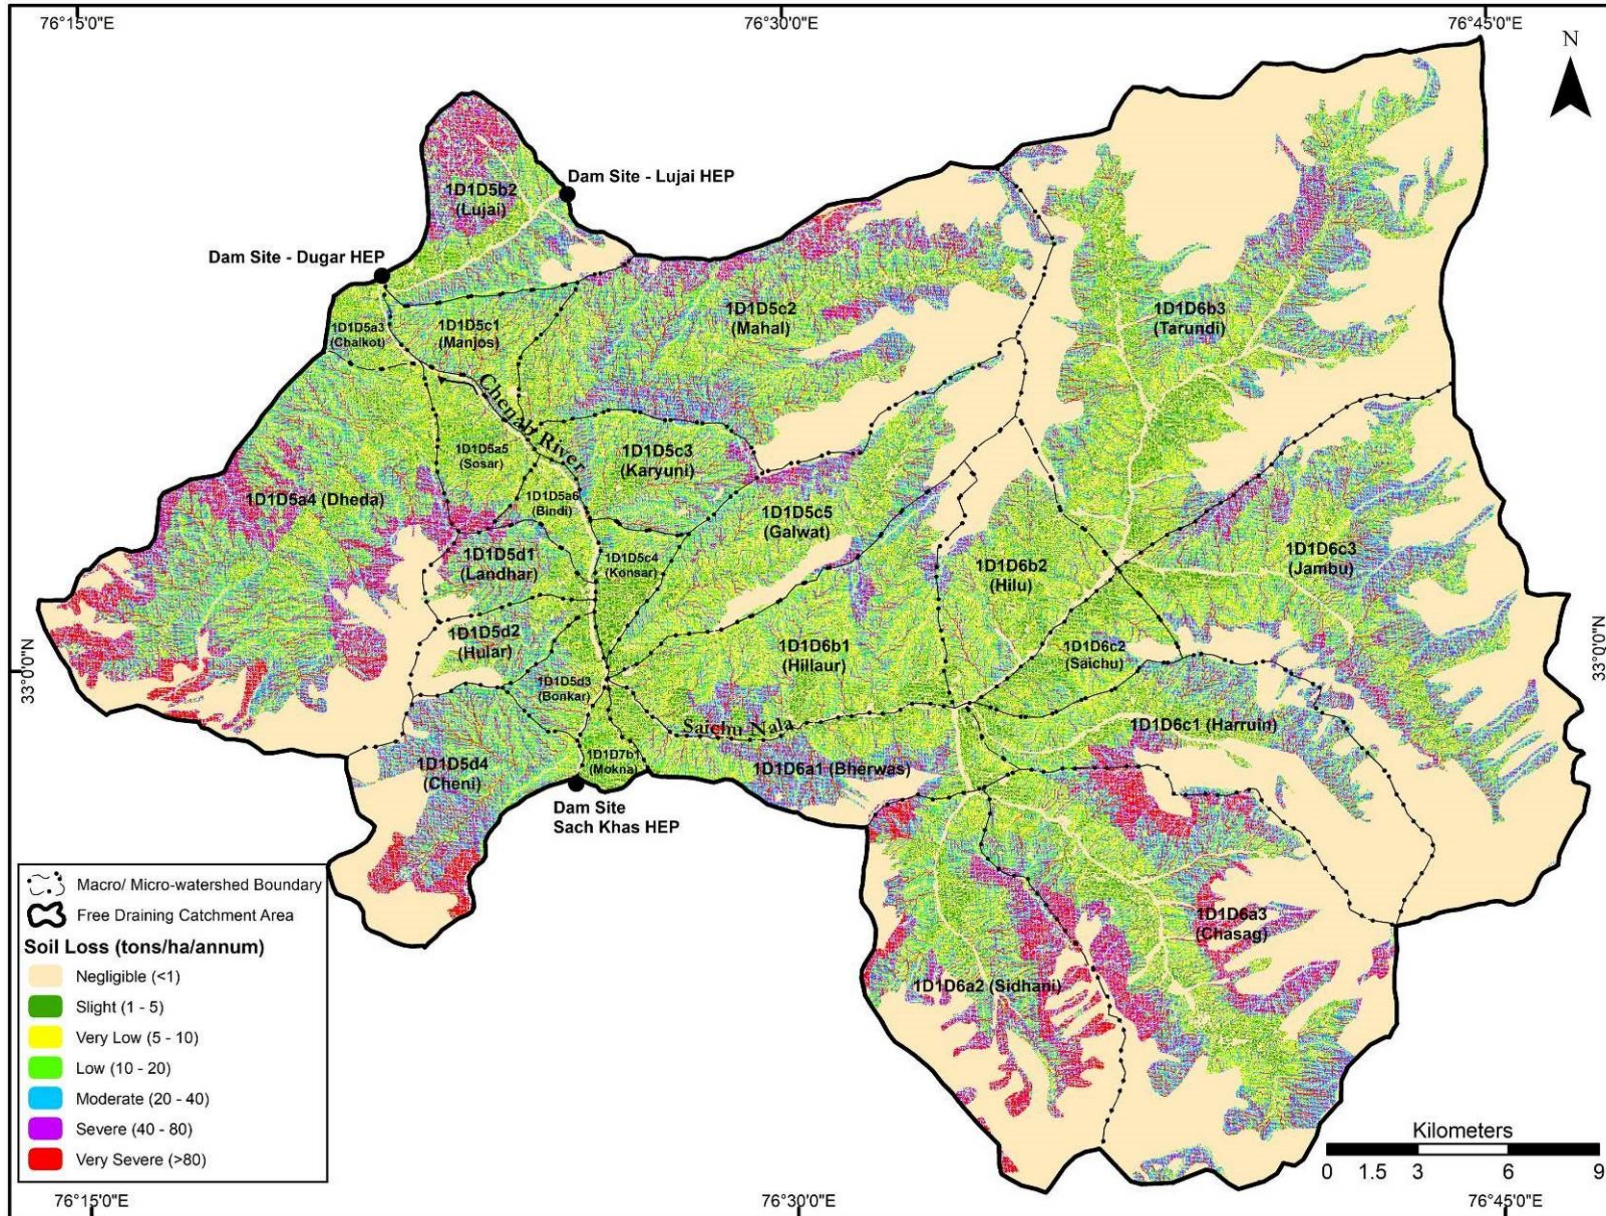 76°15'0"E
76°30'0"E
76°45'0"E
N
Dam Site - Lujai HEP
1D1D5b2
(Lujai)
Dam Site - Dugar HEP
1D1D5a3
(Chalkot)
1D1D5c1
(Manjos)
1D1D5c2
(Mahal)
1D1D6b3
(Tarundi)
Chenab River
1D1D5a5
(Sosar)
1D1D5c3
(Karyuni)
1D1D5a4 (Dheda)
1D1D5a6
(Bindi)
1D1D5c5
(Galwat)
1D1D5d1
(Landhar)
1D1D5c4
(Konsar)
1D1D6b2
(Hilu)
1D1D6c3
(Jambu)
33°0'0"N
33°0'0"N
1D1D5d2
(Hular)
1D1D6b1
(Hillaur)
1D1D6c2
(Saichu)
1D1D5d3
(Bonkar)
Saichu Nala
1D1D6c1 (Harruin)
1D1D5d4
(Cheni)
1D1D7b1
(Mokna)
1D1D6a1 (Bherwas)
Dam Site
Sach Khas HEP
1D1D6a3
(Chasag)
1D1D6a2 (Sidhani)
Macro/ Micro-watershed Boundary
Free Draining Catchment Area
Soil Loss (tons/ha/annum)
Negligible (<1)
Slight (1 - 5)
Very Low (5 - 10)
Low (10 - 20)
Moderate (20 - 40)
Severe (40 - 80)
Very Severe (>80)
Kilometers
0 1.5 3 6 9
76°15'0"E
76°30'0"E
76°45'0"E